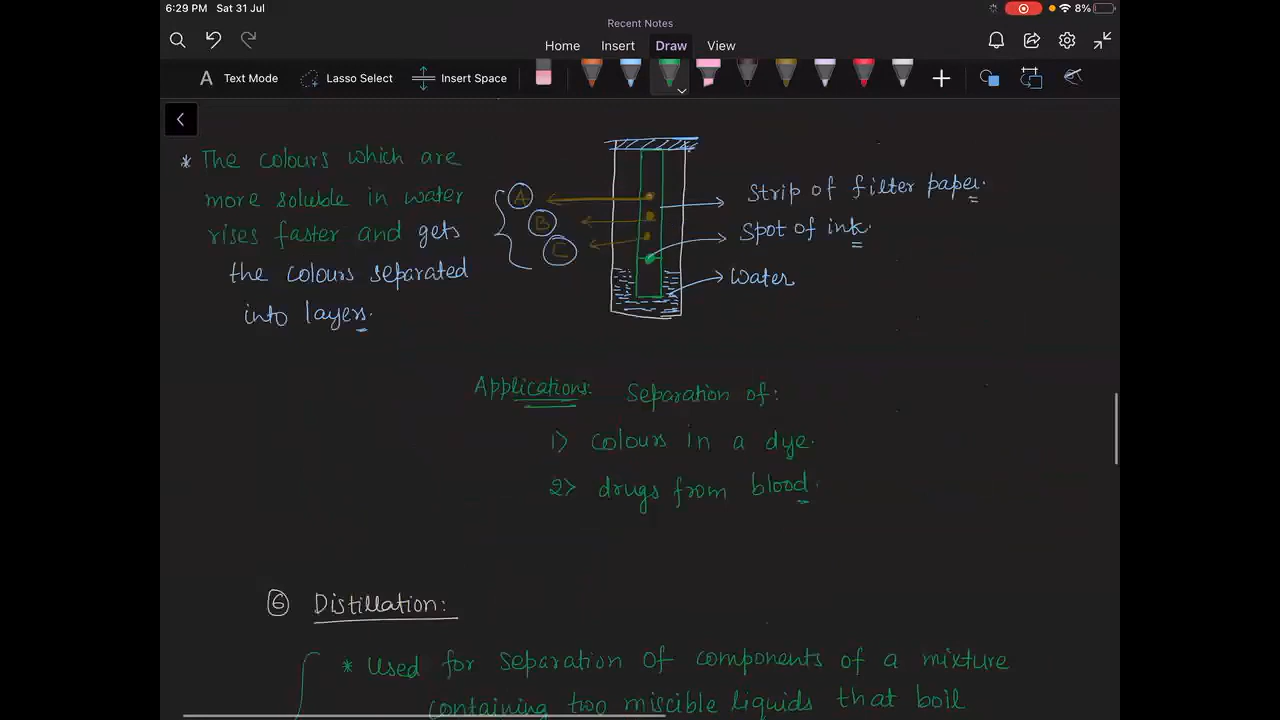 6:29 PM Sat 31 Jul
8%
Recent Notes
Home Insert Draw View
Text Mode Lasso Select Insert Space
* The colours which are
more soluble in water
rises faster and gets
the colours separated
into layers.
A
B
C
Strip of filter paper.
Spot of ink.
Water
Applications: Separation of:
1> colours in a dye.
2> drugs from blood.
6 Distillation:
* Used for separation of components of a mixture
containing two miscible liquids that boil